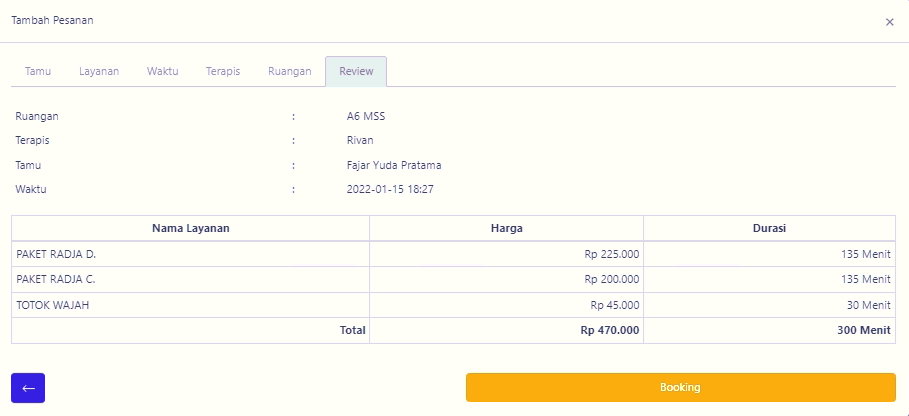 Tambah Pesanan ×
Tamu Layanan Waktu Terapis Ruangan Review
Ruangan : A6 MSS
Terapis : Rivan
Tamu : Fajar Yuda Pratama
Waktu : 2022-01-15 18:27
Nama Layanan Harga Durasi
PAKET RADJA D. Rp 225.000 135 Menit
PAKET RADJA C. Rp 200.000 135 Menit
TOTOK WAJAH Rp 45.000 30 Menit
Total Rp 470.000 300 Menit
← Booking